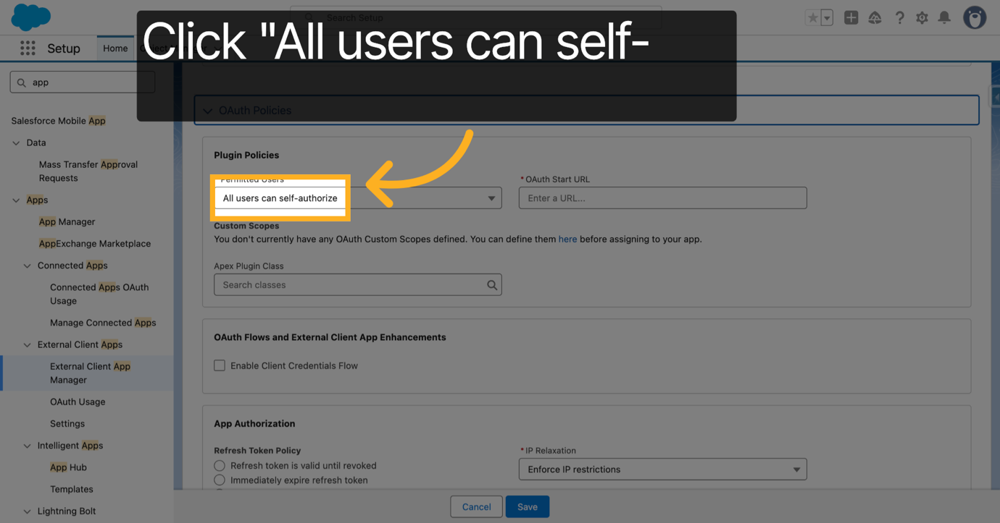 Search Setup
Click "All users can self-
Setup
Home
Object Manager
app
OAuth Policies
Salesforce Mobile App
Data
Mass Transfer Approval
Requests
Apps
App Manager
AppExchange Marketplace
Connected Apps
Connected Apps OAuth
Usage
Manage Connected Apps
External Client Apps
External Client App
Manager
OAuth Usage
Settings
Intelligent Apps
App Hub
Templates
Lightning Bolt
Plugin Policies
Permitted Users
All users can self-authorize
* OAuth Start URL
Enter a URL...
Custom Scopes
You don't currently have any OAuth Custom Scopes defined. You can define them here before assigning to your app.
Apex Plugin Class
Search classes
OAuth Flows and External Client App Enhancements
Enable Client Credentials Flow
App Authorization
Refresh Token Policy
Refresh token is valid until revoked
Immediately expire refresh token
* IP Relaxation
Enforce IP restrictions
Cancel
Save